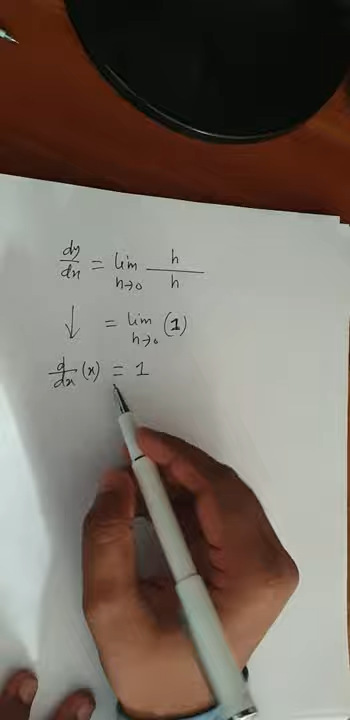 dy/dx = lim h→0 h/h
↓ = lim h→0 (1)
d/dx (x) = 1